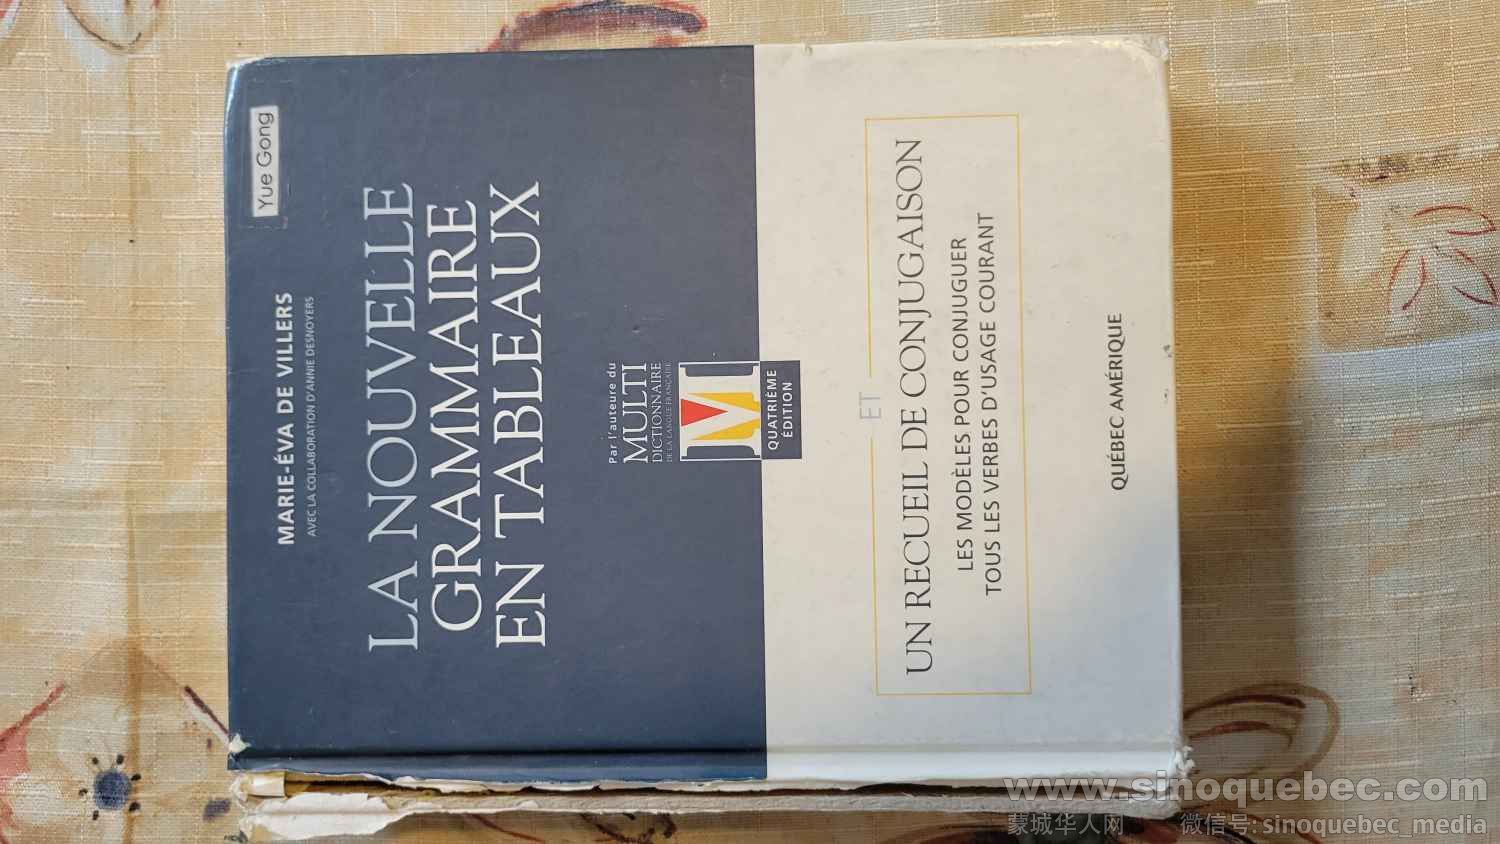 Yue Gong
MARIE-ÉVA DE VILLERS
AVEC LA COLLABORATION D'ANNIE DESNOYERS
LA NOUVELLE
GRAMMAIRE
EN TABLEAUX
Par l'auteure du
MULTI
DICTIONNAIRE
DE LA LANGUE FRANÇAISE
M
QUATRIÈME
ÉDITION
ET
UN RECUEIL DE CONJUGAISON
LES MODÈLES POUR CONJUGUER
TOUS LES VERBES D'USAGE COURANT
QUÉBEC AMÉRIQUE
www.sinoquebec.com
蒙城华人网 微信号: sinoquebec_media